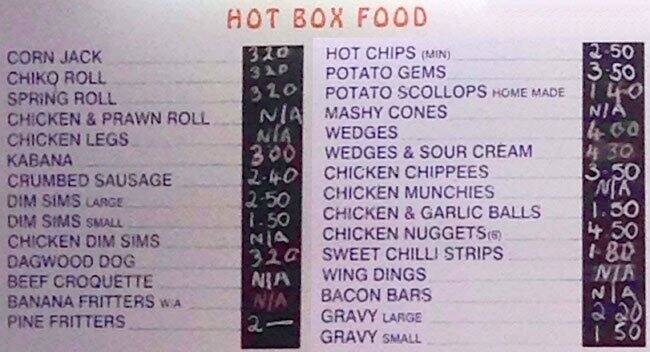 HOT BOX FOOD
CORN JACK 3 20
CHIKO ROLL 3 20
SPRING ROLL 3 20
CHICKEN & PRAWN ROLL N/A
CHICKEN LEGS N/A
KABANA 3 00
CRUMBED SAUSAGE 2.40
DIM SIMS LARGE 2.50
DIM SIMS SMALL 1.50
CHICKEN DIM SIMS N/A
DAGWOOD DOG 3 20
BEEF CROQUETTE N/A
BANANA FRITTERS W/A N/A
PINE FRITTERS 2 —
HOT CHIPS (MIN) 2.50
POTATO GEMS 3.50
POTATO SCOLLOPS HOME MADE 1 40
MASHY CONES N/A
WEDGES 4 00
WEDGES & SOUR CREAM 4 30
CHICKEN CHIPPEES 3.50
CHICKEN MUNCHIES N/A
CHICKEN & GARLIC BALLS 1.50
CHICKEN NUGGETS (6) 4.50
SWEET CHILLI STRIPS 1.80
WING DINGS N/A
BACON BARS N/A
GRAVY LARGE 2 20
GRAVY SMALL 1 50